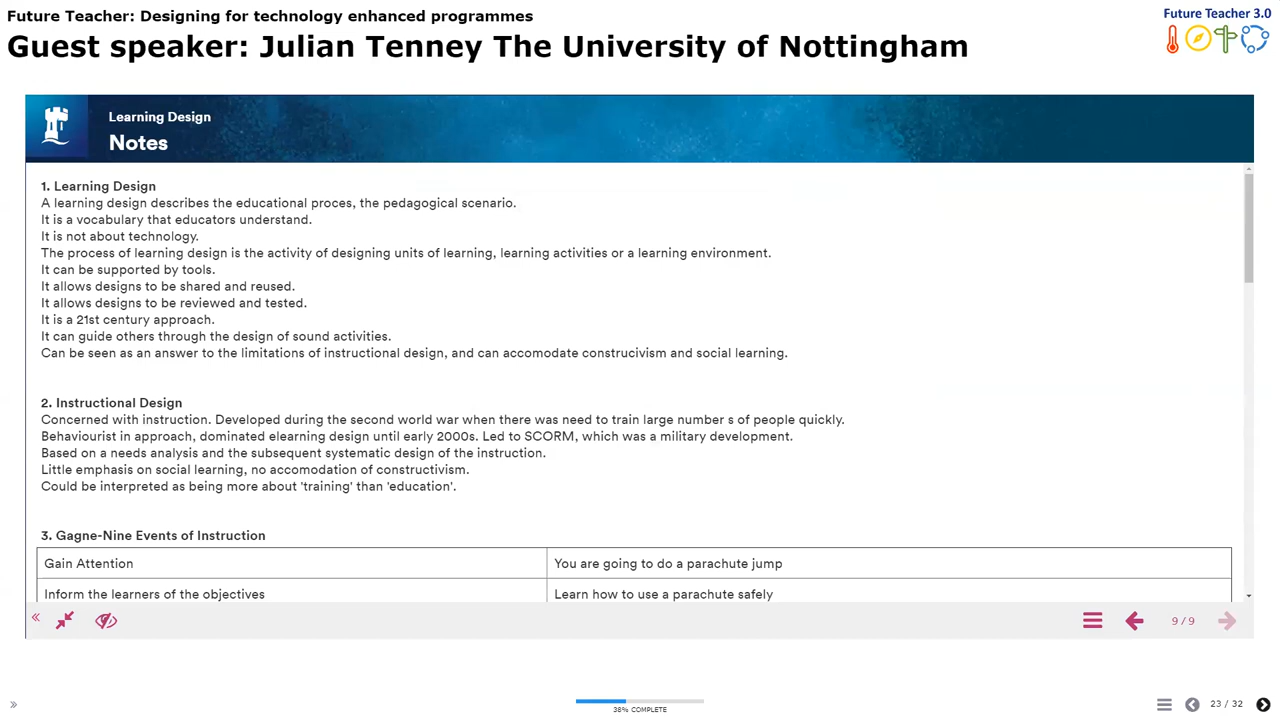 Future Teacher: Designing for technology enhanced programmes
Future Teacher 3.0
Guest speaker: Julian Tenney The University of Nottingham
Learning Design
Notes
1. Learning Design
A learning design describes the educational proces, the pedagogical scenario.
It is a vocabulary that educators understand.
It is not about technology.
The process of learning design is the activity of designing units of learning, learning activities or a learning environment.
It can be supported by tools.
It allows designs to be shared and reused.
It allows designs to be reviewed and tested.
It is a 21st century approach.
It can guide others through the design of sound activities.
Can be seen as an answer to the limitations of instructional design, and can accomodate construcivism and social learning.
2. Instructional Design
Concerned with instruction. Developed during the second world war when there was need to train large number s of people quickly.
Behaviourist in approach, dominated elearning design until early 2000s. Led to SCORM, which was a military development.
Based on a needs analysis and the subsequent systematic design of the instruction.
Little emphasis on social learning, no accomodation of constructivism.
Could be interpreted as being more about 'training' than 'education'.
3. Gagne-Nine Events of Instruction
Gain Attention You are going to do a parachute jump
Inform the learners of the objectives Learn how to use a parachute safely
9 / 9
38% COMPLETE
23 / 32